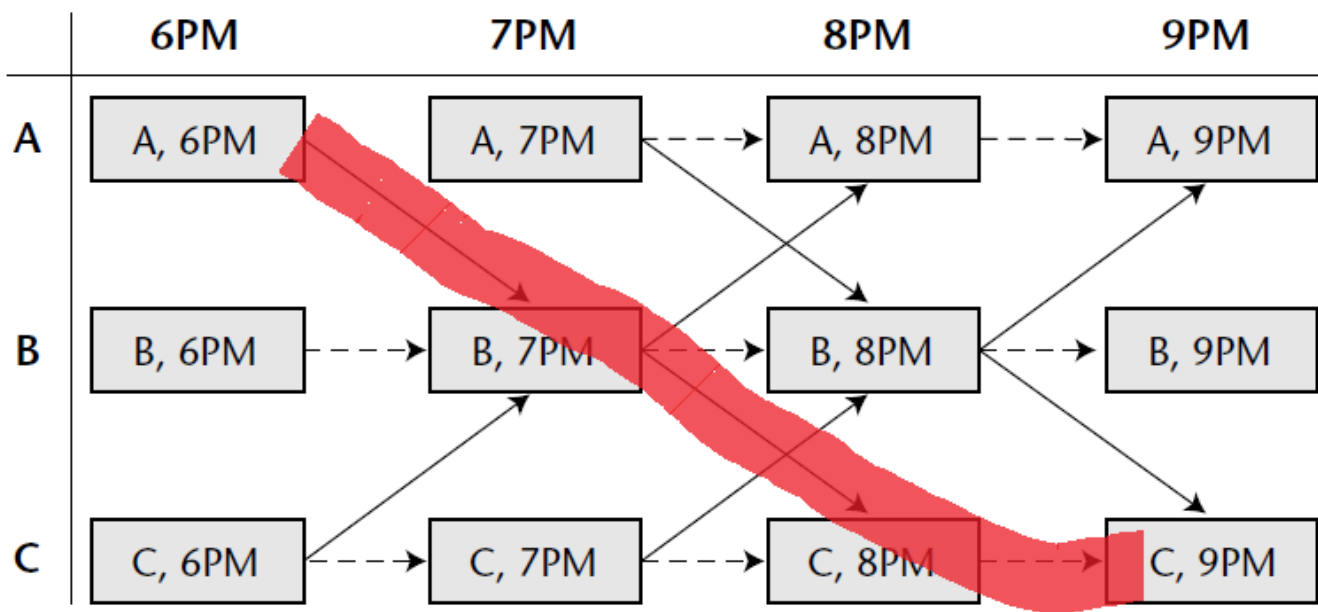 6PM 7PM 8PM 9PM
A A, 6PM A, 7PM A, 8PM A, 9PM
B B, 6PM B, 7PM B, 8PM B, 9PM
C C, 6PM C, 7PM C, 8PM C, 9PM